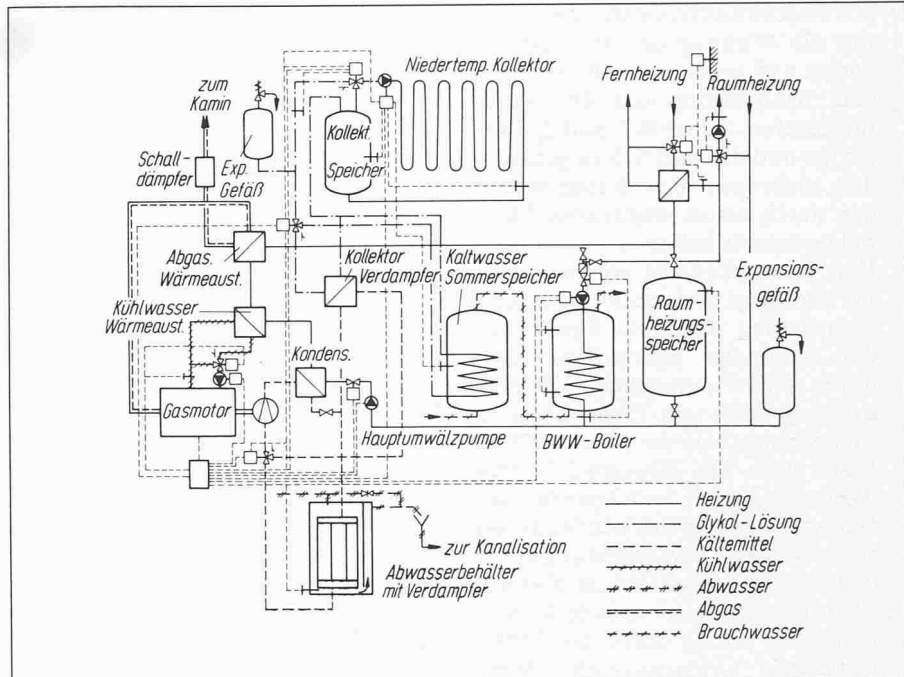 Niedertemp. Kollektor
Fernheizung
Raumheizung
zum
Kamin
Kollekt.
Speicher
Exp.
Gefäß
Schall-
dämpfer
Abgas.
Wärmeaust.
Kollektor
Verdampfer
Kaltwasser
Sommerspeicher
Expansions-
gefäß
Kühlwasser
Wärmeaust.
Raum-
heizungs-
speicher
Kondens.
Gasmotor
Hauptumwälzpumpe
BWW-Boiler
zur Kanalisation
Abwasserbehälter
mit Verdampfer
Heizung
Glykol-Lösung
Kältemittel
Kühlwasser
Abwasser
Abgas
Brauchwasser